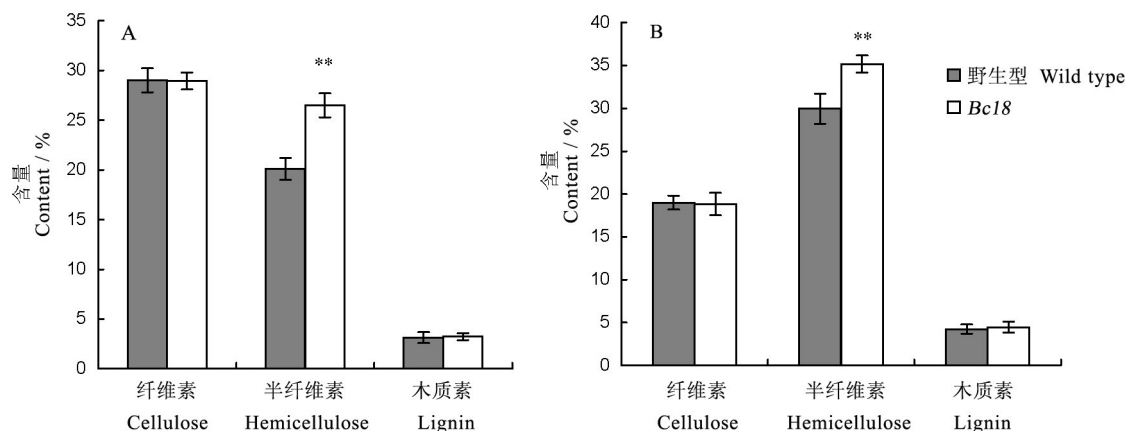 A
35
30
25
20
15
10
5
0
含量
Content / %
**
纤维素
Cellulose
半纤维素
Hemicellulose
木质素
Lignin
B
40
35
30
25
20
15
10
5
0
含量
Content / %
**
纤维素
Cellulose
半纤维素
Hemicellulose
木质素
Lignin
野生型 Wild type
Bc18